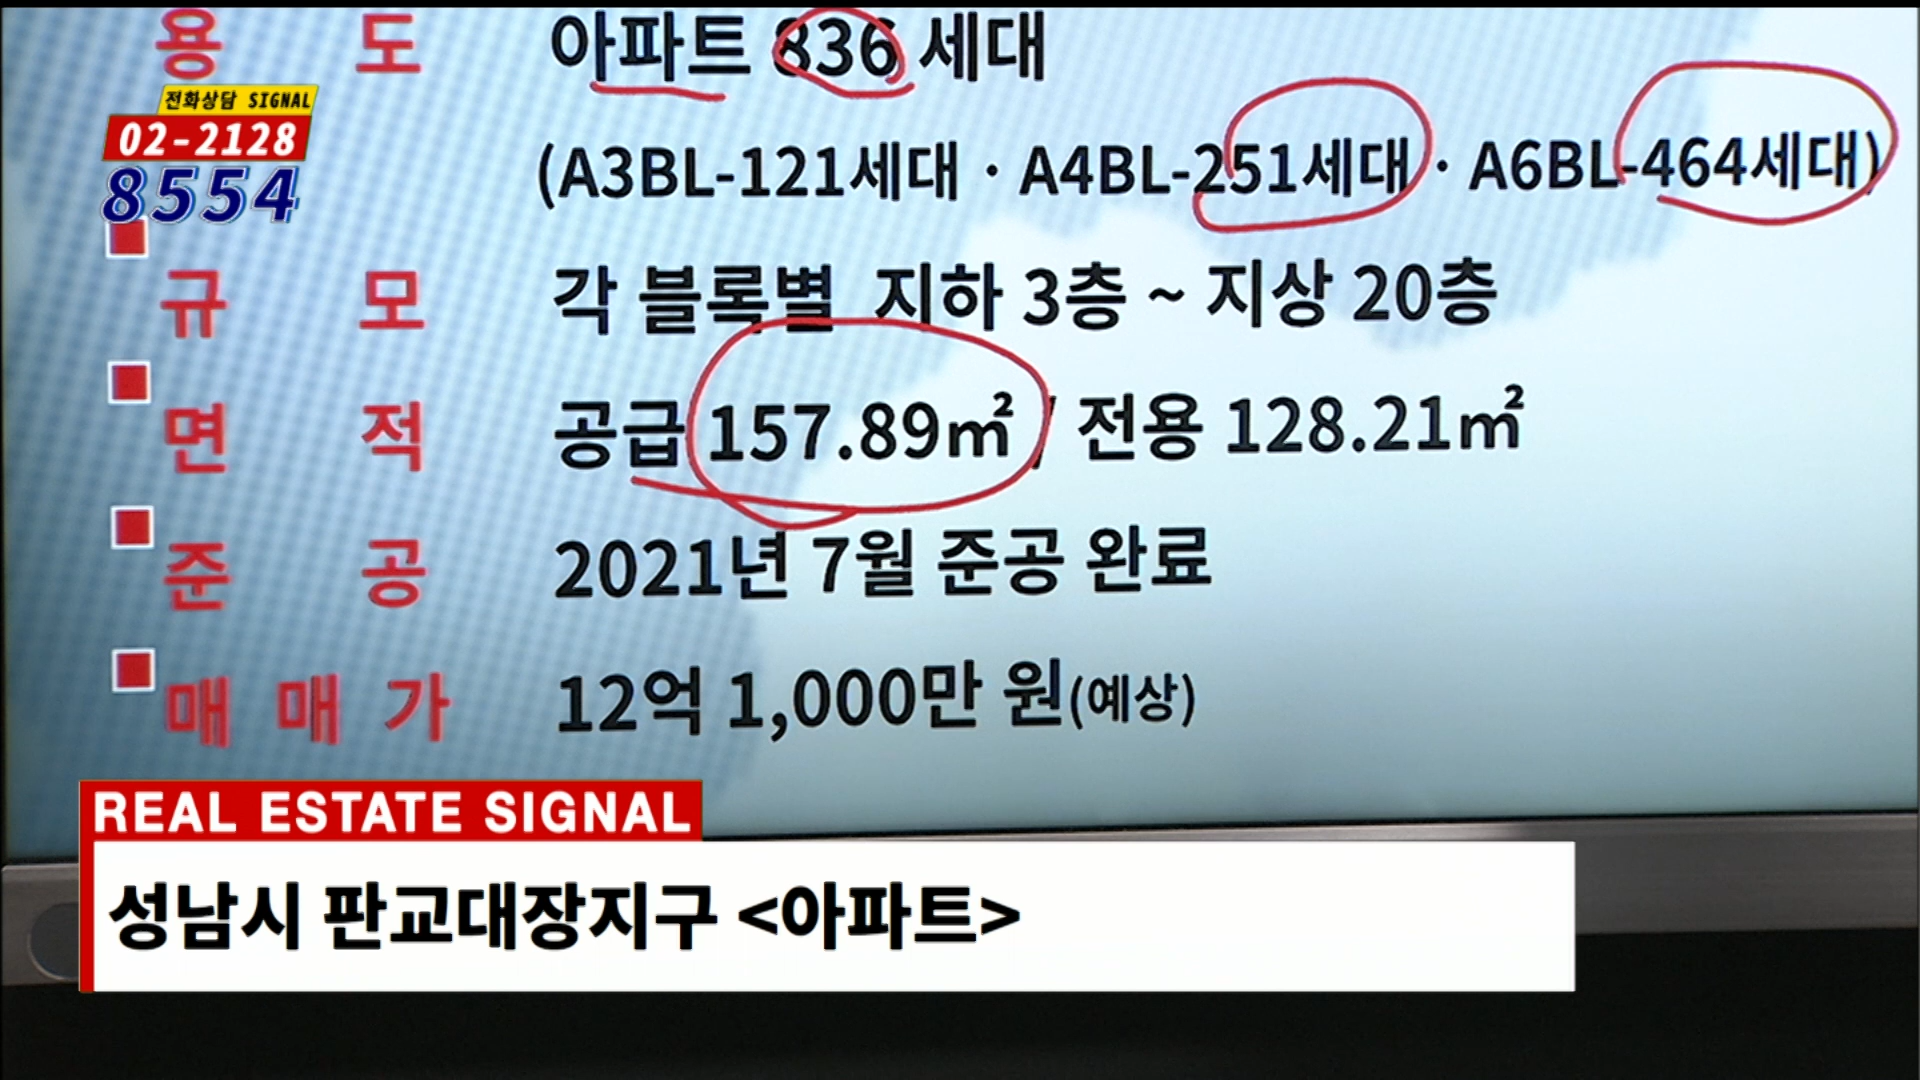 용 도 아파트 836 세대
전화상담 SIGNAL
02-2128
8554
(A3BL-121세대 · A4BL-251세대 · A6BL-464세대)
규 모 각 블록별 지하 3층 ~ 지상 20층
면 적 공급 157.89㎡ / 전용 128.21㎡
준 공 2021년 7월 준공 완료
매 매 가 12억 1,000만 원(예상)
REAL ESTATE SIGNAL
성남시 판교대장지구 <아파트>